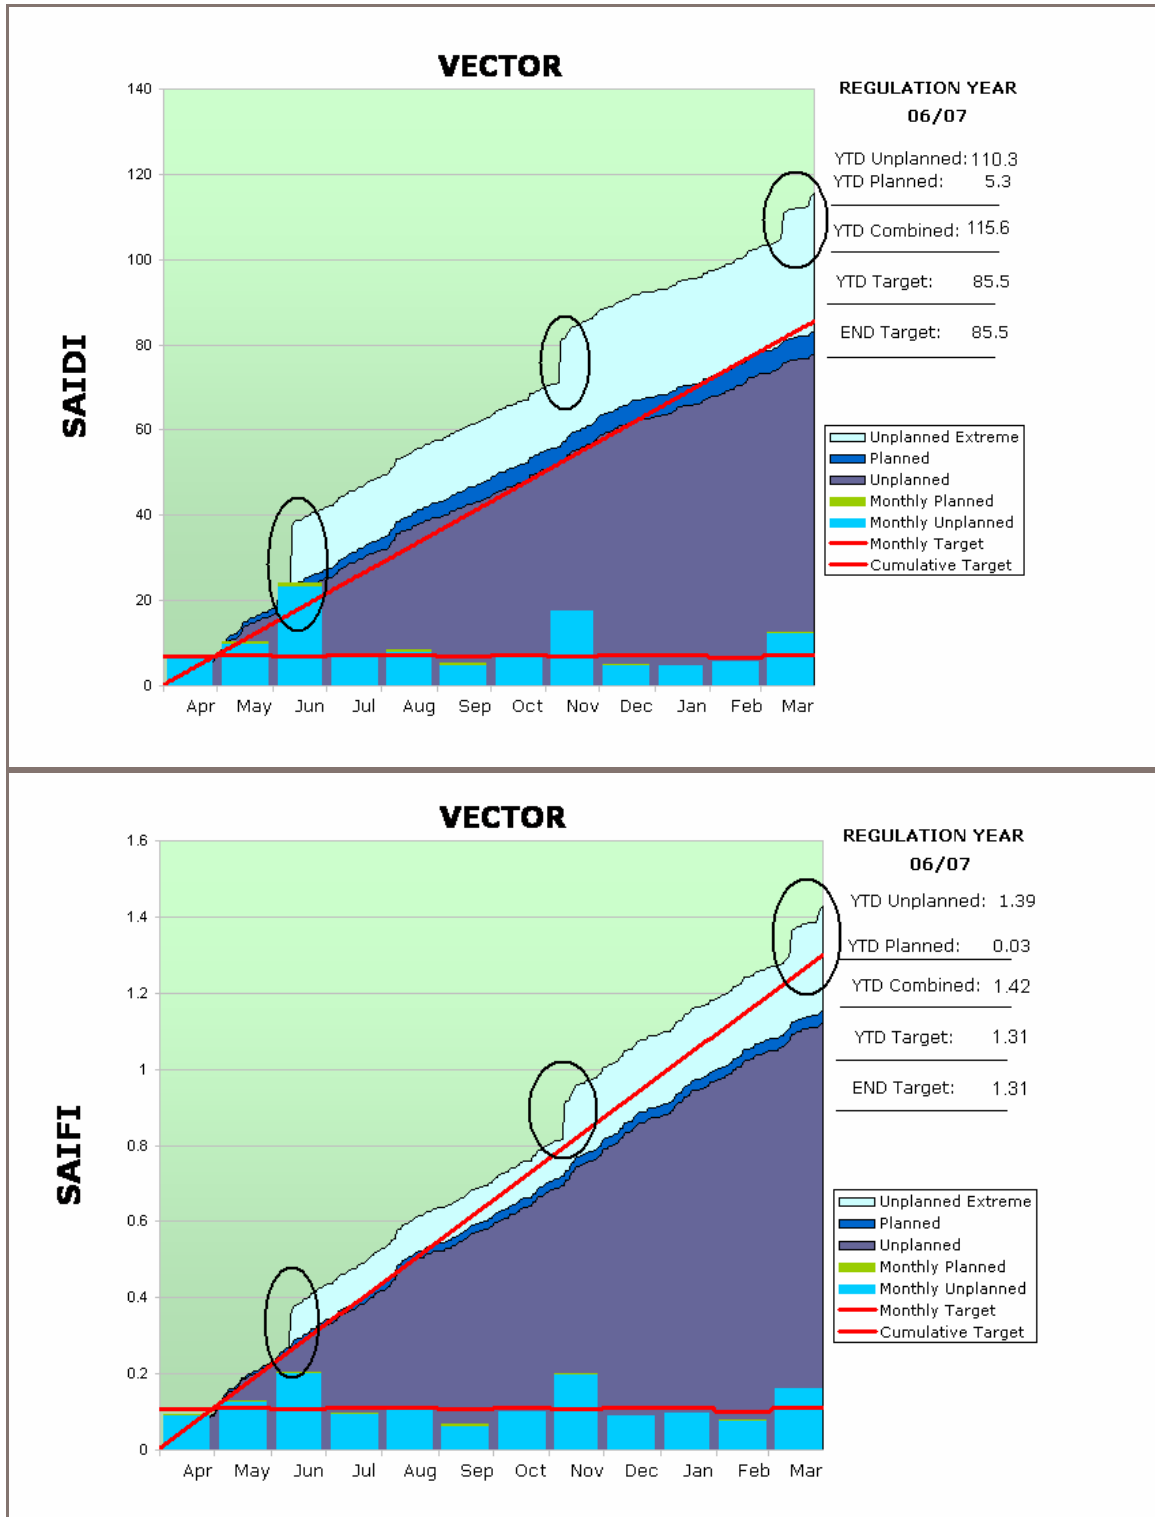 VECTOR
REGULATION YEAR
06/07
YTD Unplanned: 110.3
YTD Planned: 5.3
YTD Combined: 115.6
YTD Target: 85.5
END Target: 85.5
SAIDI
140
120
100
80
60
40
20
0
Apr May Jun Jul Aug Sep Oct Nov Dec Jan Feb Mar
Unplanned Extreme
Planned
Unplanned
Monthly Planned
Monthly Unplanned
Monthly Target
Cumulative Target
VECTOR
REGULATION YEAR
06/07
YTD Unplanned: 1.39
YTD Planned: 0.03
YTD Combined: 1.42
YTD Target: 1.31
END Target: 1.31
SAIFI
1.6
1.4
1.2
1
0.8
0.6
0.4
0.2
0
Apr May Jun Jul Aug Sep Oct Nov Dec Jan Feb Mar
Unplanned Extreme
Planned
Unplanned
Monthly Planned
Monthly Unplanned
Monthly Target
Cumulative Target